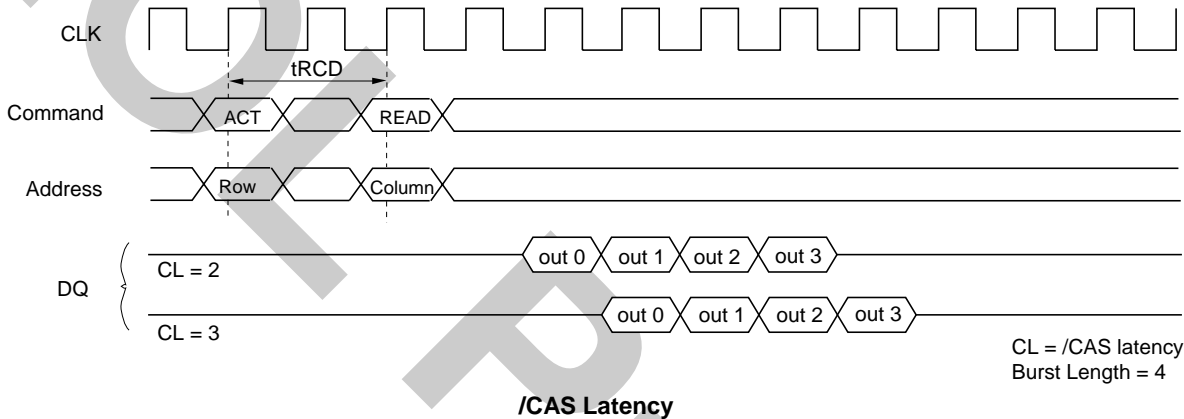 CLK
tRCD
Command ACT READ
Address Row Column
DQ
CL = 2 out 0 out 1 out 2 out 3
CL = 3 out 0 out 1 out 2 out 3
CL = /CAS latency
Burst Length = 4
/CAS Latency